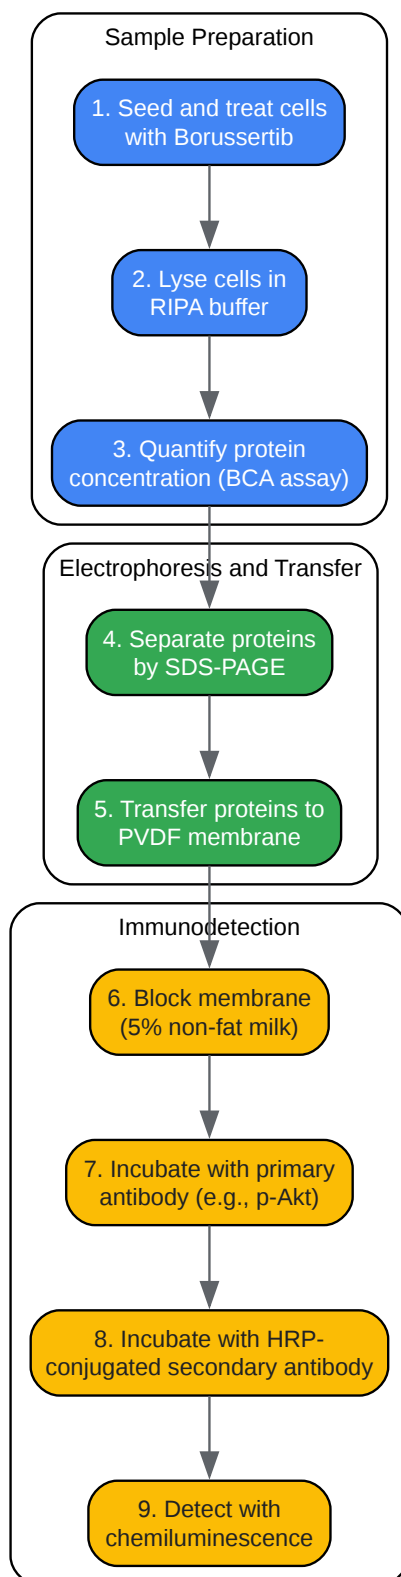 Sample Preparation
1. Seed and treat cells
with Borussertib
2. Lyse cells in
RIPA buffer
3. Quantify protein
concentration (BCA assay)
Electrophoresis and Transfer
4. Separate proteins
by SDS-PAGE
5. Transfer proteins to
PVDF membrane
Immunodetection
6. Block membrane
(5% non-fat milk)
7. Incubate with primary
antibody (e.g., p-Akt)
8. Incubate with HRP-
conjugated secondary antibody
9. Detect with
chemiluminescence